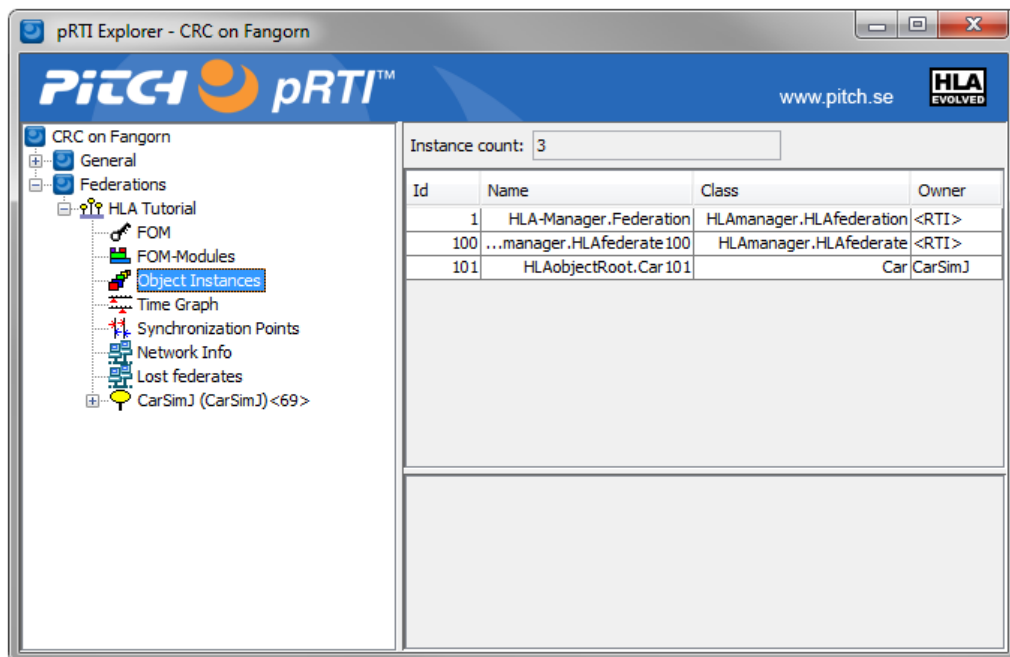 pRTI Explorer - CRC on Fangorn
PITCH pRTI™
www.pitch.se
HLA
EVOLVED
CRC on Fangorn
General
Federations
HLA Tutorial
FOM
FOM-Modules
Object Instances
Time Graph
Synchronization Points
Network Info
Lost federates
CarSimJ (CarSimJ)<69>
Instance count: 3
Id Name Class Owner
1 HLA-Manager.Federation HLAmanager.HLAfederation <RTI>
100 ...manager.HLAfederate100 HLAmanager.HLAfederate <RTI>
101 HLAobjectRoot.Car101 Car CarSimJ